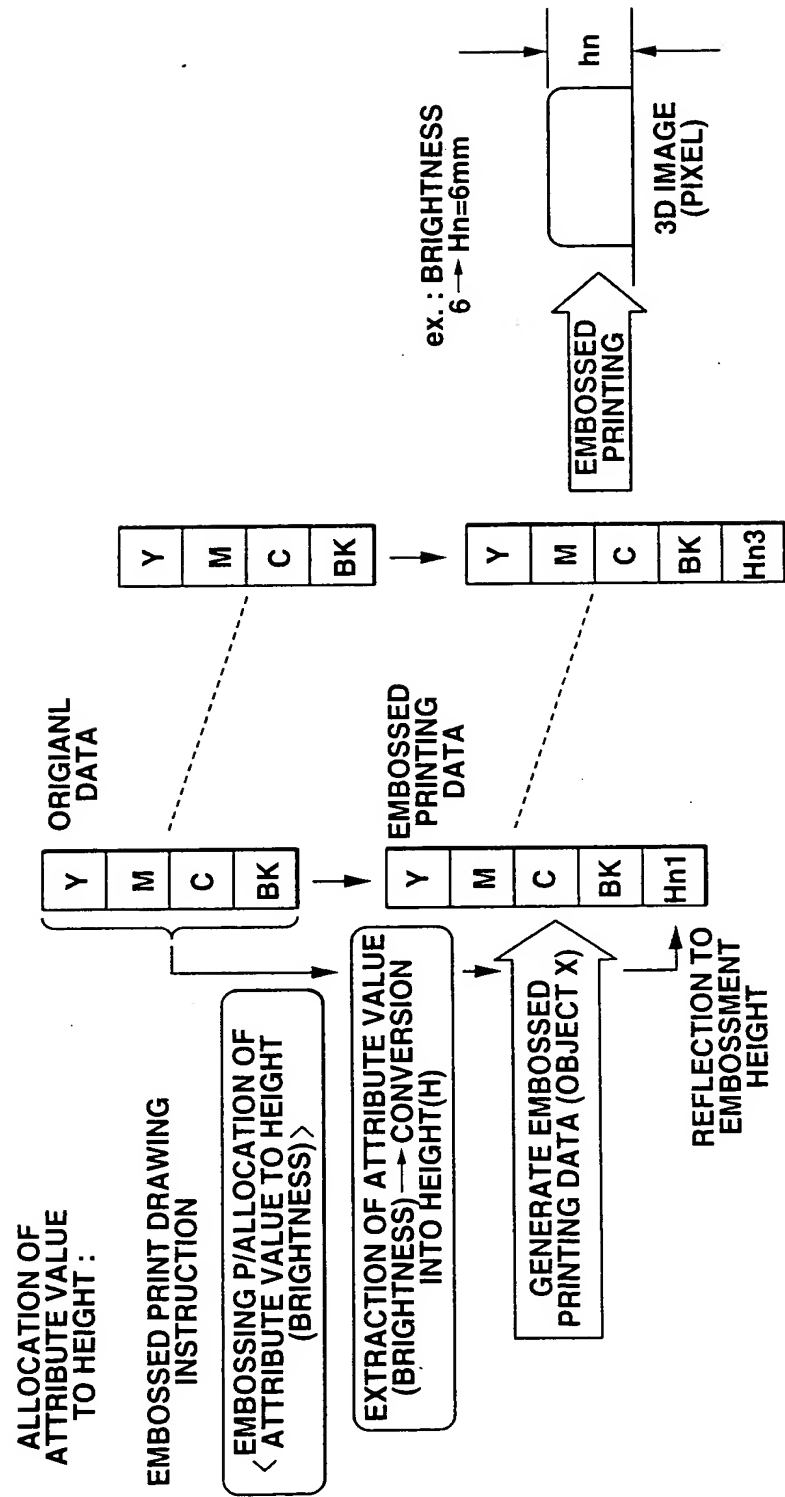 ALLOCATION OF
ATTRIBUTE VALUE
TO HEIGHT :
EMBOSSED PRINT DRAWING
INSTRUCTION
< EMBOSSING P/ALLOCATION OF
ATTRIBUTE VALUE TO HEIGHT
(BRIGHTNESS) >
EXTRACTION OF ATTRIBUTE VALUE
(BRIGHTNESS) → CONVERSION
INTO HEIGHT(H)
GENERATE EMBOSSED
PRINTING DATA (OBJECT X)
REFLECTION TO
EMBOSSMENT
HEIGHT
ORIGIANL
DATA
Y
M
C
BK
EMBOSSED
PRINTING
DATA
Y
M
C
BK
Hn1
Y
M
C
BK
Y
M
C
BK
Hn3
EMBOSSED
PRINTING
ex. : BRIGHTNESS
6 → Hn=6mm
hn
3D IMAGE
(PIXEL)